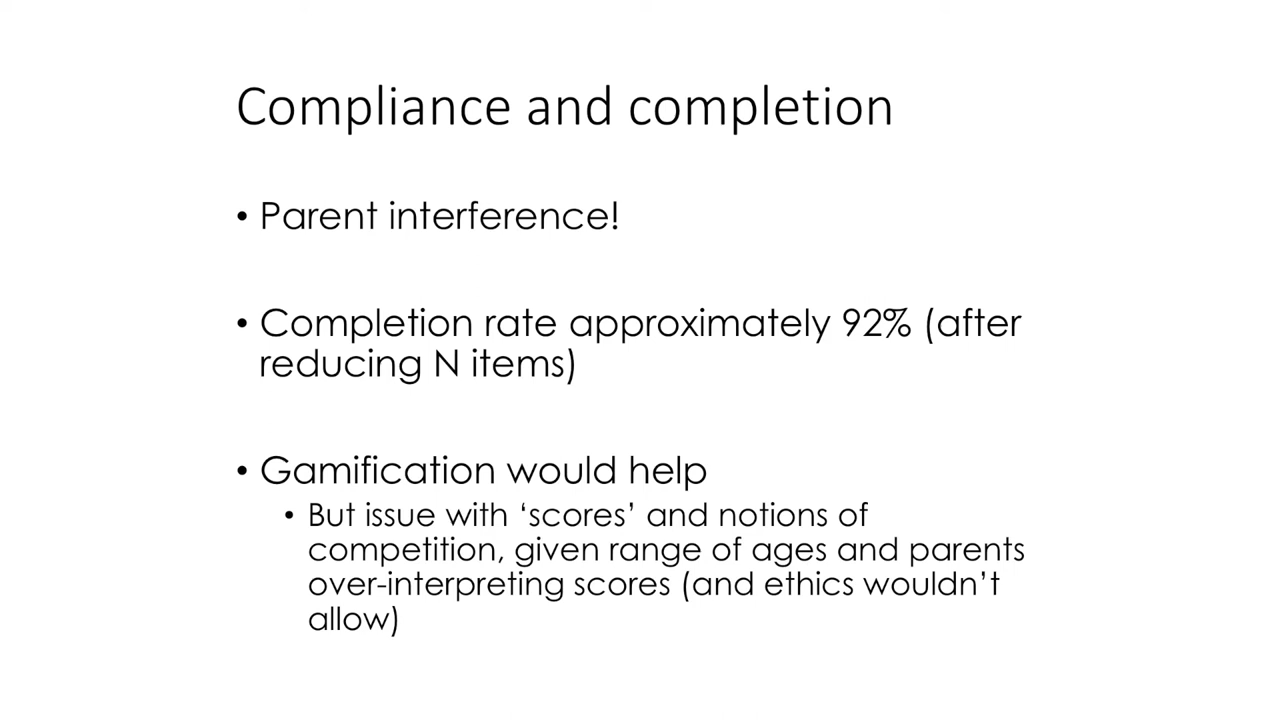 Compliance and completion
• Parent interference!
• Completion rate approximately 92% (after
reducing N items)
• Gamification would help
• But issue with ‘scores’ and notions of
competition, given range of ages and parents
over-interpreting scores (and ethics wouldn’t
allow)